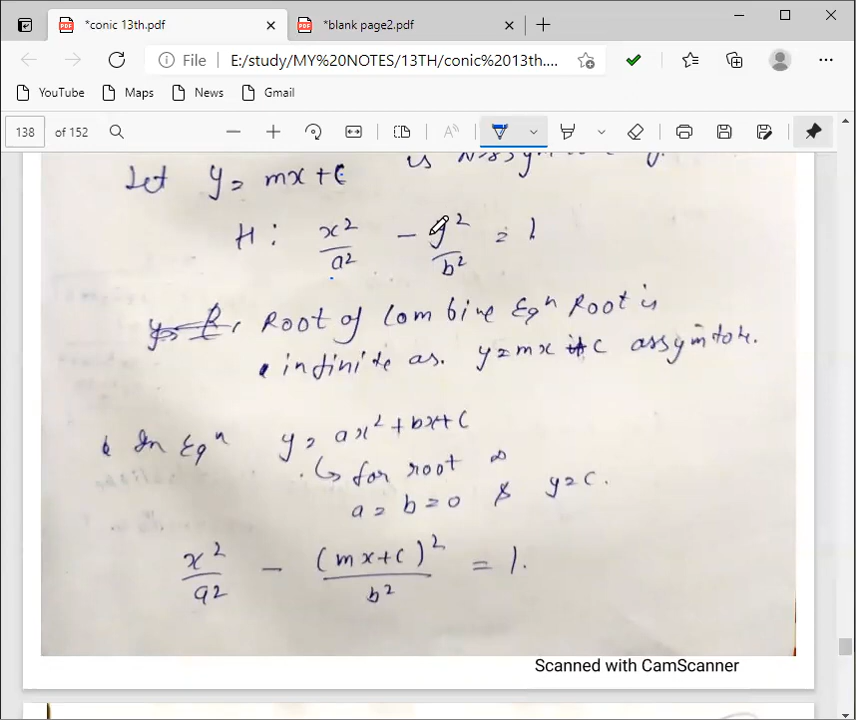 *conic 13th.pdf
*blank page2.pdf
File E:/study/MY%20NOTES/13TH/conic%2013th....
YouTube Maps News Gmail
138 of 152
Let y = mx + c is
H: x²/a² - y²/b² = 1
Root of Combine Eqⁿ Root is
infinite as. y = mx + c assymtote.
In Eqⁿ y = ax² + bx + c
↳ for root ∞
a = b = 0 & y = c.
x²/a² - (mx+c)²/b² = 1.
Scanned with CamScanner